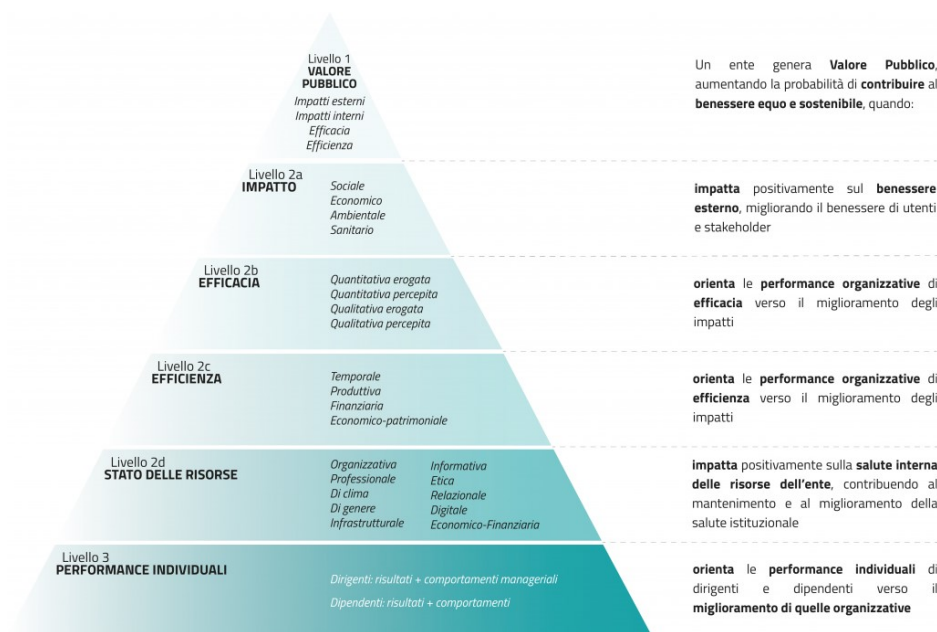 Livello 1
VALORE
PUBBLICO
Impatti esterni
Impatti interni
Efficacia
Efficienza
Un ente genera Valore Pubblico,
aumentando la probabilità di contribuire al
benessere equo e sostenibile, quando:
Livello 2a
IMPATTO
Sociale
Economico
Ambientale
Sanitario
impatta positivamente sul benessere
esterno, migliorando il benessere di utenti
e stakeholder
Livello 2b
EFFICACIA
Quantitativa erogata
Quantitativa percepita
Qualitativa erogata
Qualitativa percepita
orienta le performance organizzative di
efficacia verso il miglioramento degli
impatti
Livello 2c
EFFICIENZA
Temporale
Produttiva
Finanziaria
Economico-patrimoniale
orienta le performance organizzative di
efficienza verso il miglioramento degli
impatti
Livello 2d
STATO DELLE RISORSE
Organizzativa
Professionale
Di clima
Di genere
Infrastrutturale
Informativa
Etica
Relazionale
Digitale
Economico-Finanziaria
impatta positivamente sulla salute interna
delle risorse dell'ente, contribuendo al
mantenimento e al miglioramento della
salute istituzionale
Livello 3
PERFORMANCE INDIVIDUALI
Dirigenti: risultati + comportamenti manageriali
Dipendenti: risultati + comportamenti
orienta le performance individuali di
dirigenti e dipendenti verso il
miglioramento di quelle organizzative